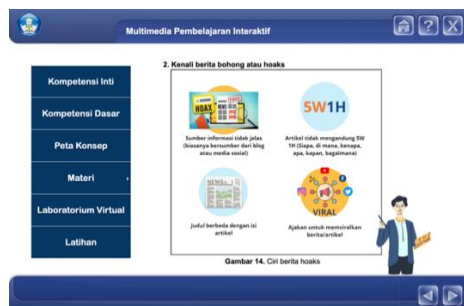 Multimedia Pembelajaran Interaktif
?
X
Kompetensi Inti
Kompetensi Dasar
Peta Konsep
Materi
Laboratorium Virtual
Latihan
2. Kenali berita bohong atau hoaks
HOAX
NEWS
Sumber informasi tidak jelas
(biasanya bersumber dari blog
atau media sosial)
5W1H
Artikel tidak mengandung 5W
1H (Siapa, di mana, kenapa,
apa, kapan, bagaimana)
NEWS
Judul berbeda dengan isi
artikel
VIRAL
Ajakan untuk memviralkan
berita/artikel
Gambar 14. Ciri berita hoaks